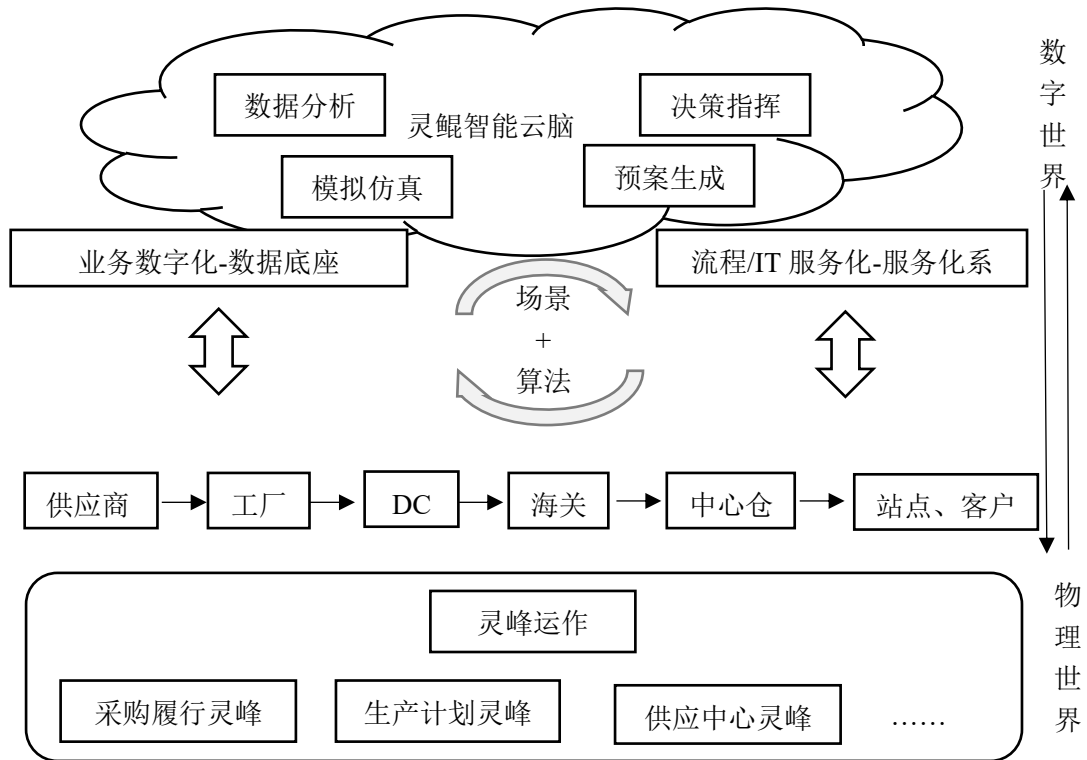 数据分析
决策指挥
灵鲲智能云脑
模拟仿真
预案生成
数字世界
业务数字化-数据底座
流程/IT 服务化-服务化系
场景
+
算法
供应商
工厂
DC
海关
中心仓
站点、客户
灵峰运作
物理世界
采购履行灵峰
生产计划灵峰
供应中心灵峰
……